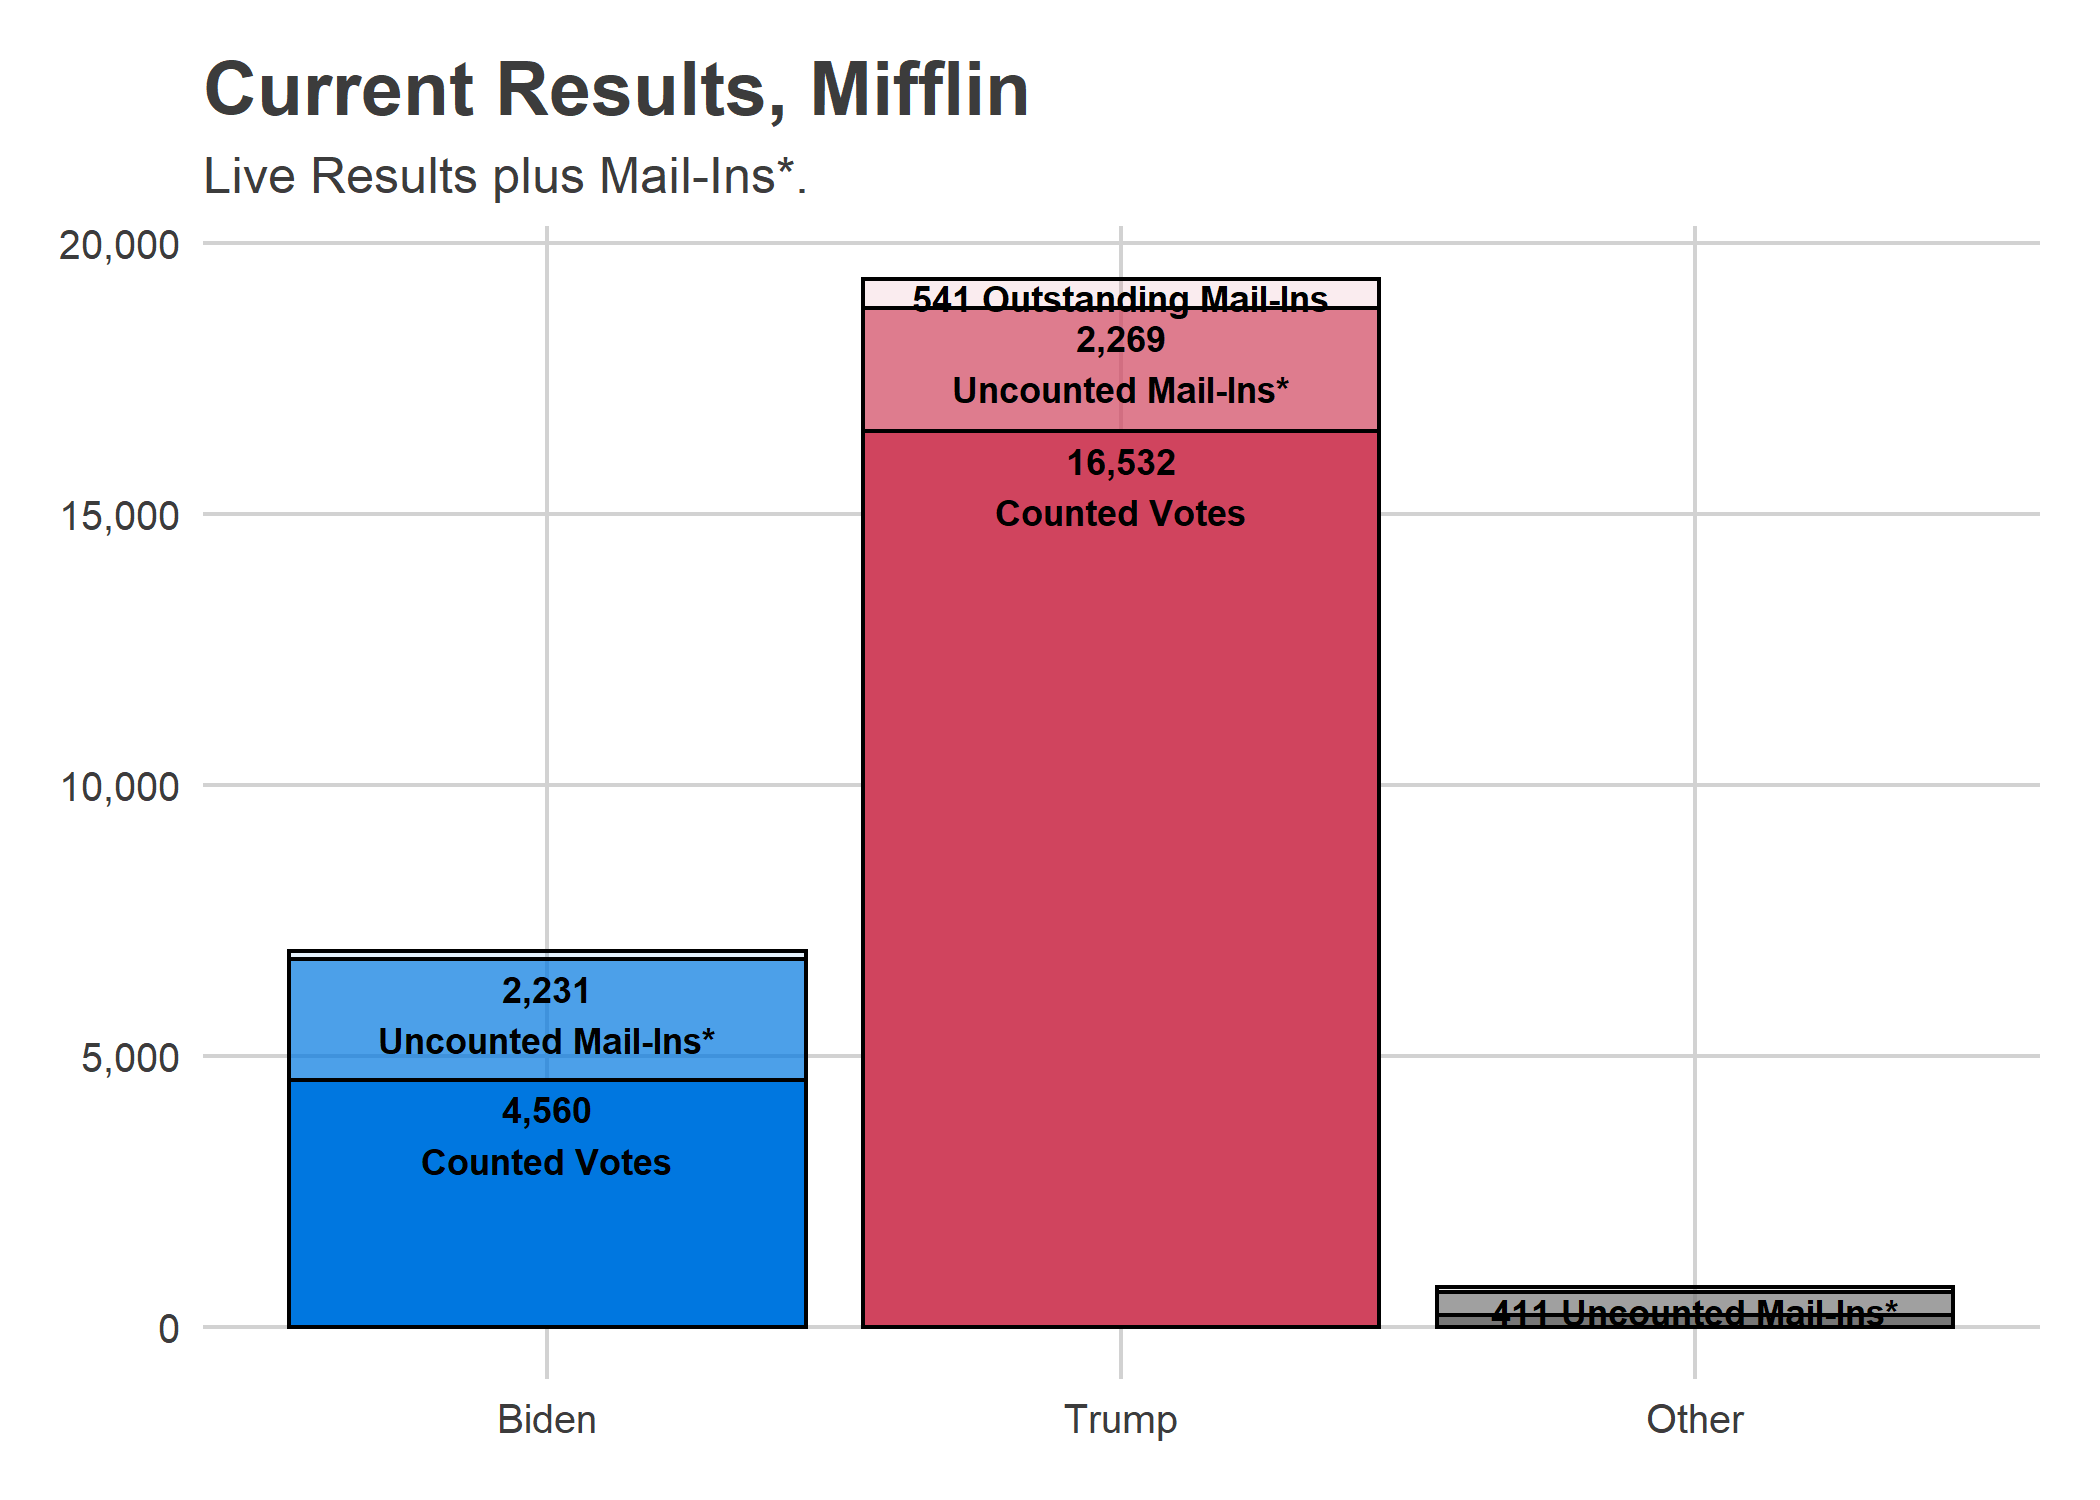 Current Results, Mifflin
Live Results plus Mail-Ins*.
20,000
15,000
10,000
5,000
0
541 Outstanding Mail-Ins
2,269
Uncounted Mail-Ins*
16,532
Counted Votes
2,231
Uncounted Mail-Ins*
4,560
Counted Votes
411 Uncounted Mail-Ins*
Biden
Trump
Other